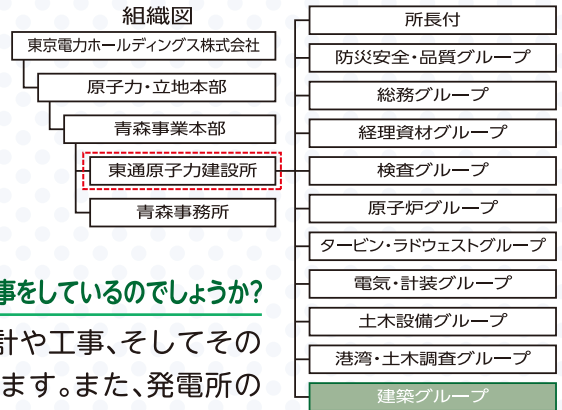 組織図
東京電力ホールディングス株式会社
原子力・立地本部
青森事業本部
東通原子力建設所
青森事務所
所長付
防災安全・品質グループ
総務グループ
経理資材グループ
検査グループ
原子炉グループ
タービン・ラドウェストグループ
電気・計装グループ
土木設備グループ
港湾・土木調査グループ
建築グループ
事をしているのでしょうか?
計や工事、そしてその
ます。また、発電所の